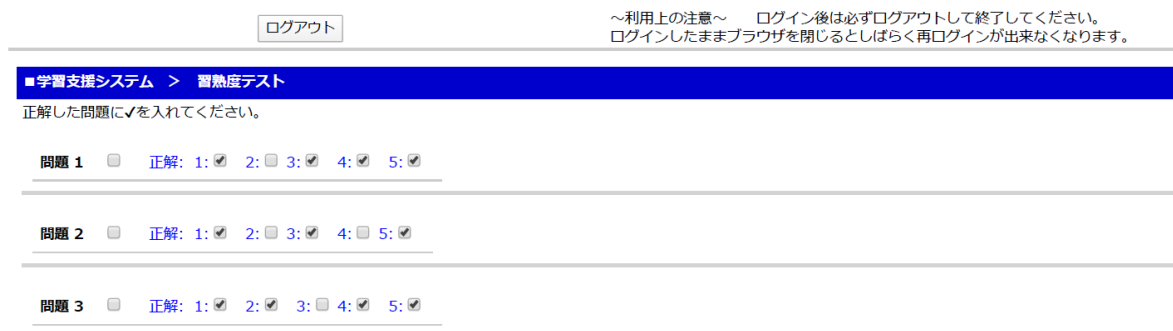 ログアウト
～利用上の注意～　　ログイン後は必ずログアウトして終了してください。
ログインしたままブラウザを閉じるとしばらく再ログインが出来なくなります。
■学習支援システム　＞　習熟度テスト
正解した問題に✔を入れてください。
問題 1　正解: 1: 2: 3: 4: 5:
問題 2　正解: 1: 2: 3: 4: 5:
問題 3　正解: 1: 2: 3: 4: 5: